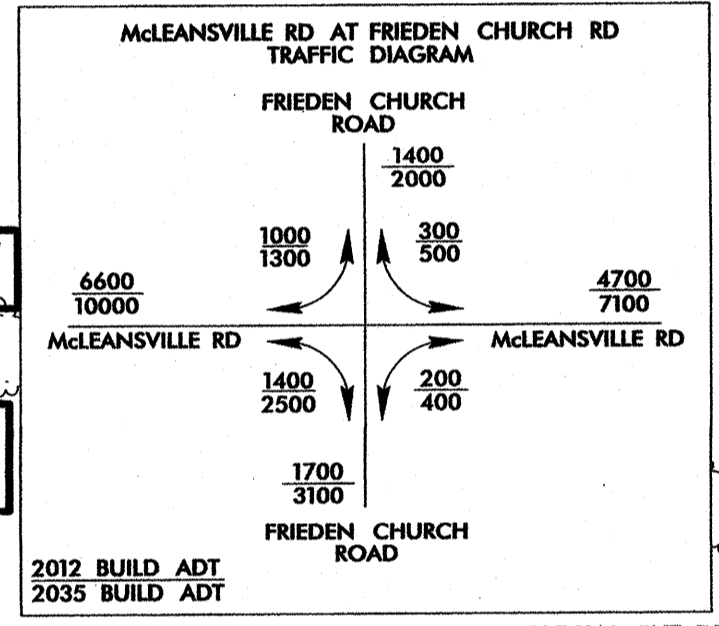 McLEANSVILLE RD AT FRIEDEN CHURCH RD
TRAFFIC DIAGRAM
FRIEDEN CHURCH
ROAD
1400
2000
1000
1300
300
500
6600
10000
4700
7100
McLEANSVILLE RD
McLEANSVILLE RD
1400
2500
200
400
1700
3100
FRIEDEN CHURCH
ROAD
2012 BUILD ADT
2035 BUILD ADT